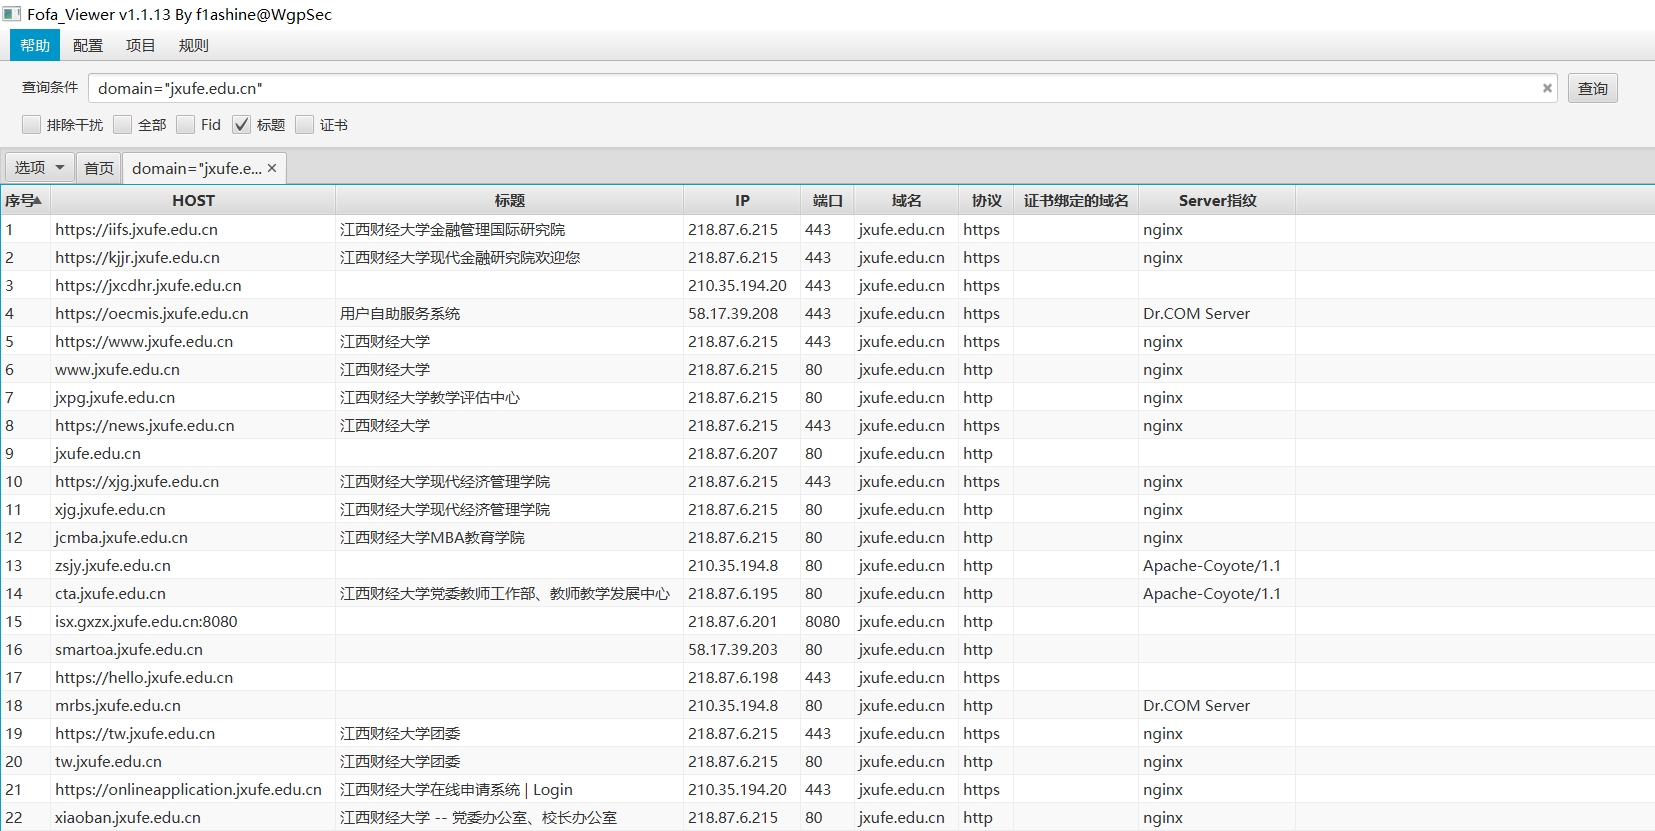 Fofa_Viewer v1.1.13 By f1ashine@WgpSec
帮助 配置 项目 规则
查询条件 domain="jxufe.edu.cn" × 查询
排除干扰 全部 Fid 标题 证书
选项 首页 domain="jxufe.e... ×
序号 HOST 标题 IP 端口 域名 协议 证书绑定的域名 Server指纹
1 https://iifs.jxufe.edu.cn 江西财经大学金融管理国际研究院 218.87.6.215 443 jxufe.edu.cn https nginx
2 https://kjjr.jxufe.edu.cn 江西财经大学现代金融研究院欢迎您 218.87.6.215 443 jxufe.edu.cn https nginx
3 https://jxcdhr.jxufe.edu.cn 210.35.194.20 443 jxufe.edu.cn https
4 https://oecmis.jxufe.edu.cn 用户自助服务系统 58.17.39.208 443 jxufe.edu.cn https Dr.COM Server
5 https://www.jxufe.edu.cn 江西财经大学 218.87.6.215 443 jxufe.edu.cn https nginx
6 www.jxufe.edu.cn 江西财经大学 218.87.6.215 80 jxufe.edu.cn http nginx
7 jxpg.jxufe.edu.cn 江西财经大学教学评估中心 218.87.6.215 80 jxufe.edu.cn http nginx
8 https://news.jxufe.edu.cn 江西财经大学 218.87.6.215 443 jxufe.edu.cn https nginx
9 jxufe.edu.cn 218.87.6.207 80 jxufe.edu.cn http
10 https://xjg.jxufe.edu.cn 江西财经大学现代经济管理学院 218.87.6.215 443 jxufe.edu.cn https nginx
11 xjg.jxufe.edu.cn 江西财经大学现代经济管理学院 218.87.6.215 80 jxufe.edu.cn http nginx
12 jcmba.jxufe.edu.cn 江西财经大学MBA教育学院 218.87.6.215 80 jxufe.edu.cn http nginx
13 zsjy.jxufe.edu.cn 210.35.194.8 80 jxufe.edu.cn http Apache-Coyote/1.1
14 cta.jxufe.edu.cn 江西财经大学党委教师工作部、教师教学发展中心 218.87.6.195 80 jxufe.edu.cn http Apache-Coyote/1.1
15 isx.gxzx.jxufe.edu.cn:8080 218.87.6.201 8080 jxufe.edu.cn http
16 smartoa.jxufe.edu.cn 58.17.39.203 80 jxufe.edu.cn http
17 https://hello.jxufe.edu.cn 218.87.6.198 443 jxufe.edu.cn https
18 mrbs.jxufe.edu.cn 210.35.194.8 80 jxufe.edu.cn http Dr.COM Server
19 https://tw.jxufe.edu.cn 江西财经大学团委 218.87.6.215 443 jxufe.edu.cn https nginx
20 tw.jxufe.edu.cn 江西财经大学团委 218.87.6.215 80 jxufe.edu.cn http nginx
21 https://onlineapplication.jxufe.edu.cn 江西财经大学在线申请系统 | Login 210.35.194.20 443 jxufe.edu.cn https nginx
22 xiaoban.jxufe.edu.cn 江西财经大学 -- 党委办公室、校长办公室 218.87.6.215 80 jxufe.edu.cn http nginx